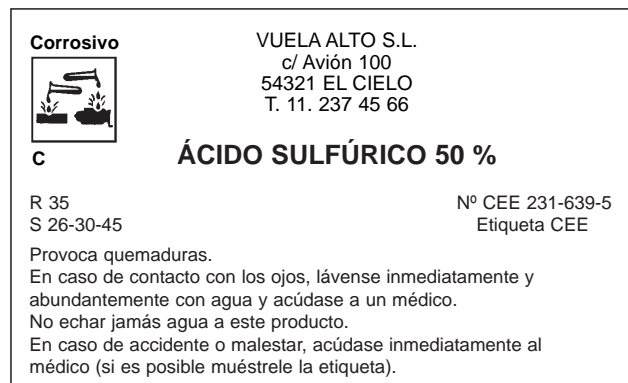 Corrosivo
C
VUELA ALTO S.L.
c/ Avión 100
54321 EL CIELO
T. 11. 237 45 66
ÁCIDO SULFÚRICO 50 %
R 35
S 26-30-45
Nº CEE 231-639-5
Etiqueta CEE
Provoca quemaduras.
En caso de contacto con los ojos, lávense inmediatamente y
abundantemente con agua y acúdase a un médico.
No echar jamás agua a este producto.
En caso de accidente o malestar, acúdase inmediatamente al
médico (si es posible muéstrele la etiqueta).